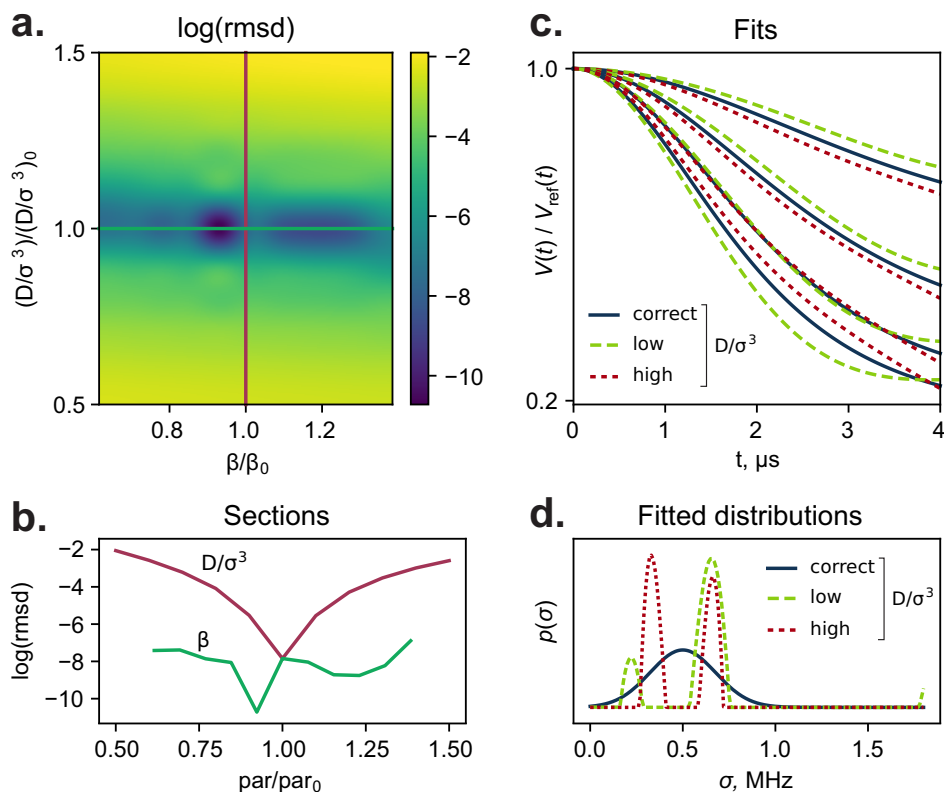 a.
log(rmsd)
1.5
1.0
0.5
(D/σ³)/(D/σ³)₀
0.8
1.0
1.2
β/β₀
−2
−4
−6
−8
−10
c.
Fits
1.0
0.2
V(t) / V_ref(t)
correct
low
high
D/σ³
0
1
2
3
4
t, μs
b.
Sections
−2
−4
−6
−8
−10
log(rmsd)
D/σ³
β
0.50
0.75
1.00
1.25
1.50
par/par₀
d.
Fitted distributions
p(σ)
correct
low
high
D/σ³
0.0
0.5
1.0
1.5
σ, MHz